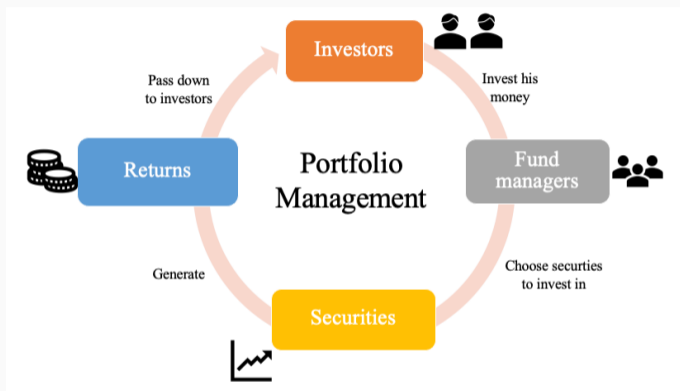 Investors
Invest his
money
Fund
managers
Choose securties
to invest in
Securities
Generate
Returns
Pass down
to investors
Portfolio
Management